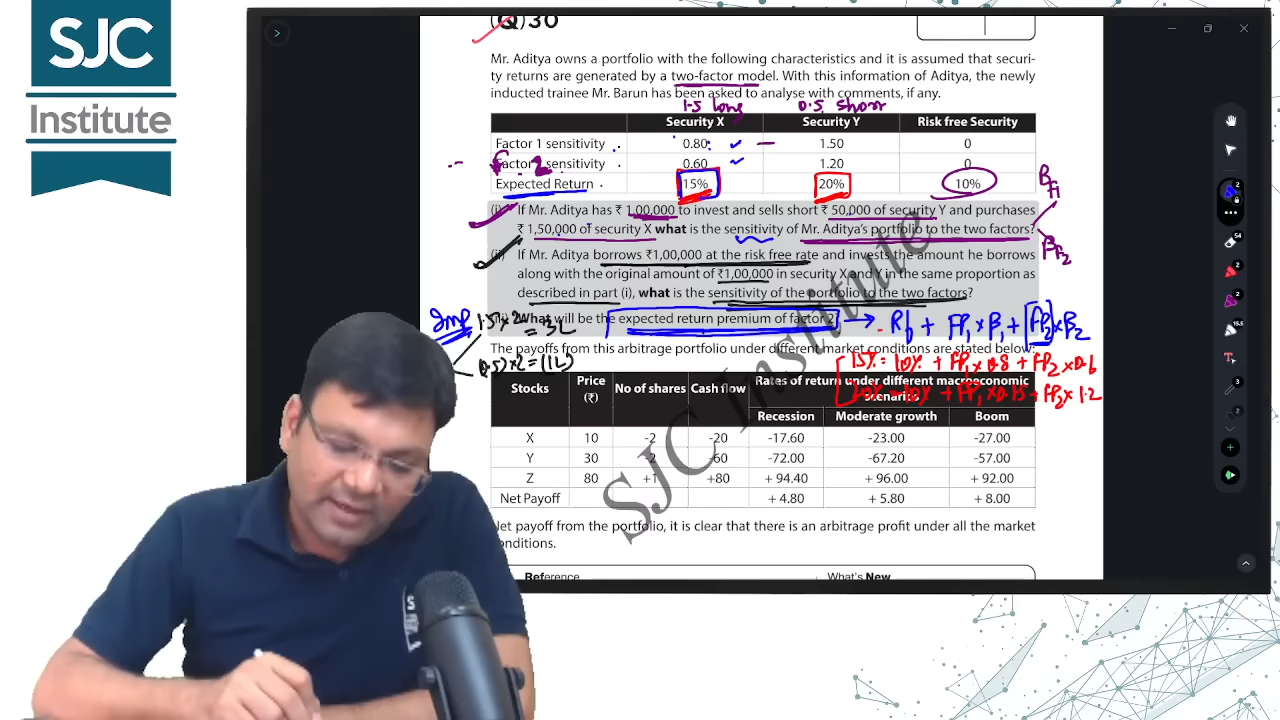 SJC
Institute
(Q)30
Mr. Aditya owns a portfolio with the following characteristics and it is assumed that securi-
ty returns are generated by a two-factor model. With this information of Aditya, the newly
inducted trainee Mr. Barun has been asked to analyse with comments, if any.
1.5 long 0.5 short
Security X Security Y Risk free Security
Factor 1 sensitivity 0.80 1.50 0
sensitivity 0.60 1.20 0
Expected Return 15% 20% 10%
(i) If Mr. Aditya has ₹ 1,00,000 to invest and sells short ₹ 50,000 of security Y and purchases
₹ 1,50,000 of security X what is the sensitivity of Mr. Aditya's portfolio to the two factors?
βF1
βF2
(ii) If Mr. Aditya borrows ₹1,00,000 at the risk free rate and invests the amount he borrows
along with the original amount of ₹1,00,000 in security X and Y in the same proportion as
described in part (i), what is the sensitivity of the portfolio to the two factors?
what will be the expected return premium of factor 2
→ Rf + FP1 × β1 + [FP2] × β2
Imp
1.5 × 2 = 3L
(0.5) × 2 = (1L)
The payoffs from this arbitrage portfolio under different market conditions are stated below:
15% = 10% + FP1 × 0.8 + FP2 × 0.6
Stocks Price (₹) No of shares Cash flow Rates of return under different macroeconomic
Recession Moderate growth Boom
X 10 -2 -20 -17.60 -23.00 -27.00
Y 30 -2 -60 -72.00 -67.20 -57.00
Z 80 +1 +80 + 94.40 + 96.00 + 92.00
Net Payoff + 4.80 + 5.80 + 8.00
Net payoff from the portfolio, it is clear that there is an arbitrage profit under all the market
conditions.
Reference What's New
SJC Institute